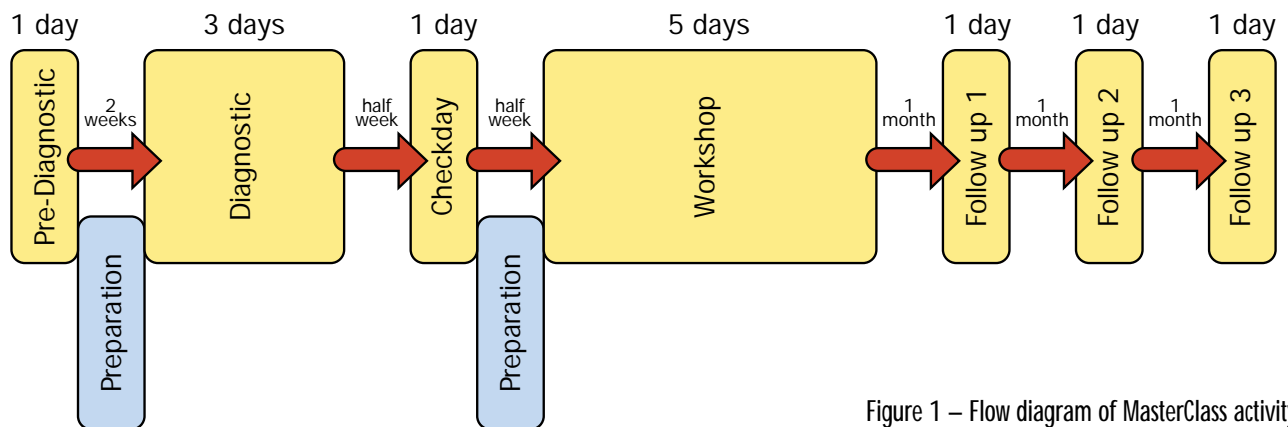 1 day
3 days
1 day
5 days
1 day
1 day
1 day
Pre-Diagnostic
2
weeks
Diagnostic
half
week
Checkday
half
week
Workshop
1
month
Follow up 1
1
month
Follow up 2
1
month
Follow up 3
Preparation
Preparation
Figure 1 – Flow diagram of MasterClass activit